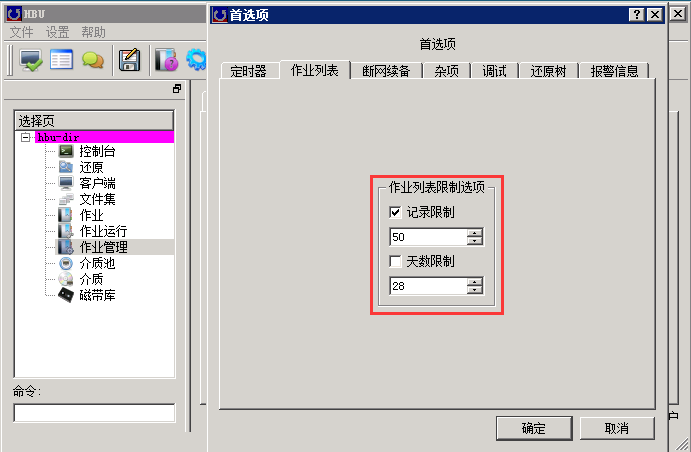 HBU
文件 设置 帮助
选择页
hbu-dir
控制台
还原
客户端
文件集
作业
作业运行
作业管理
介质池
介质
磁带库
命令:
首选项
首选项
定时器 作业列表 断网续备 杂项 调试 还原树 报警信息
作业列表限制选项
记录限制
50
天数限制
28
确定 取消
户